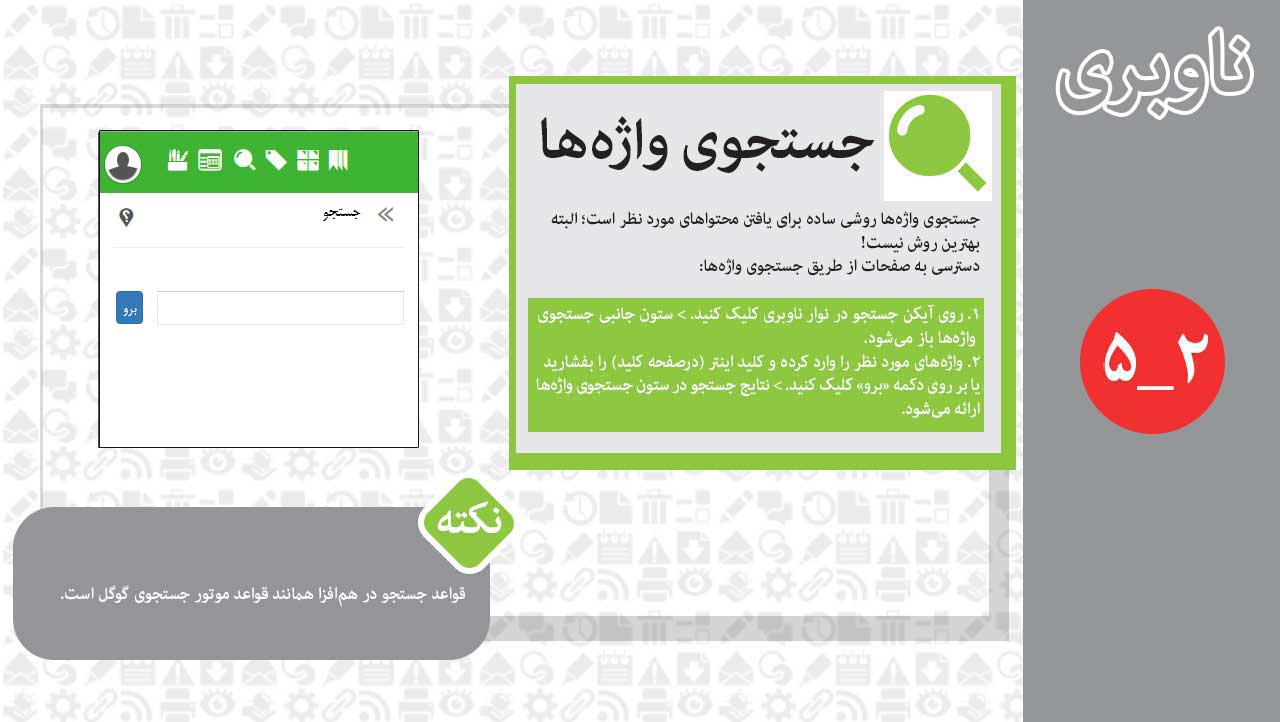 ناوبری
۲_۵
جستجوی واژه‌ها
جستجوی واژه‌ها روشی ساده برای یافتن محتواهای مورد نظر است؛ البته
بهترین روش نیست!
دسترسی به صفحات از طریق جستجوی واژه‌ها:
۱. روی آیکن جستجو در نوار ناوبری کلیک کنید. > ستون جانبی جستجوی
واژه‌ها باز می‌شود.
۲. واژه‌های مورد نظر را وارد کرده و کلید اینتر (درصفحه کلید) را بفشارید
یا بر روی دکمه «برو» کلیک کنید. > نتایج جستجو در ستون جستجوی واژه‌ها
ارائه می‌شود.
جستجو
برو
نکته
قواعد جستجو در هم‌افزا همانند قواعد موتور جستجوی گوگل است.